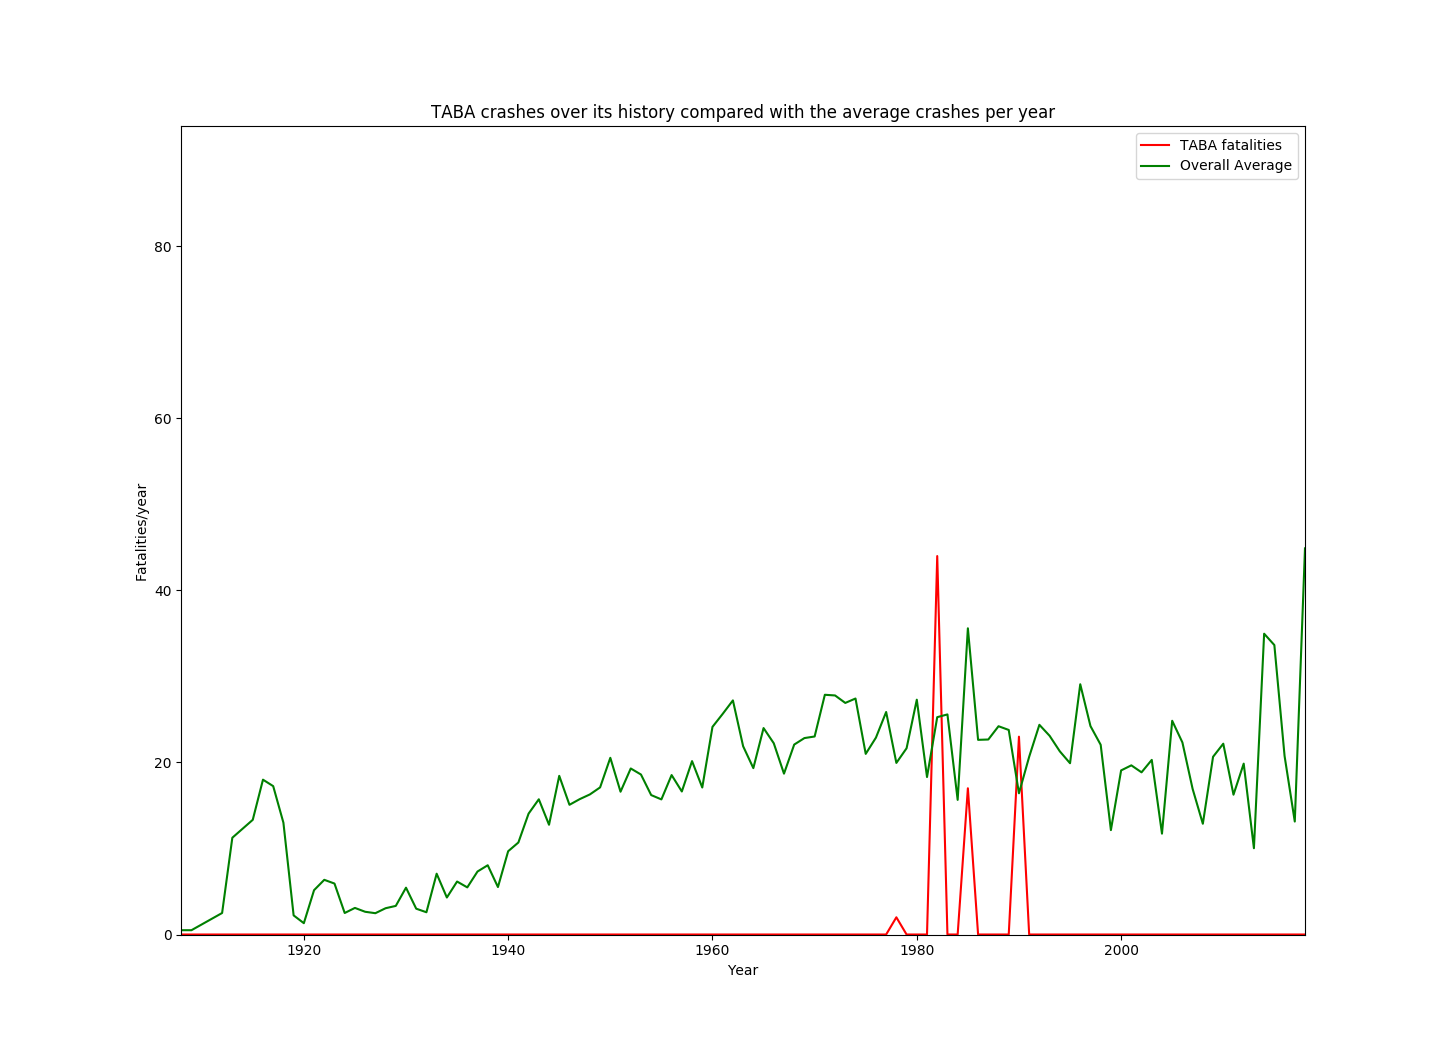 TABA crashes over its history compared with the average crashes per year
TABA fatalities
Overall Average
80
60
40
20
0
Fatalities/year
1920
1940
1960
1980
2000
Year